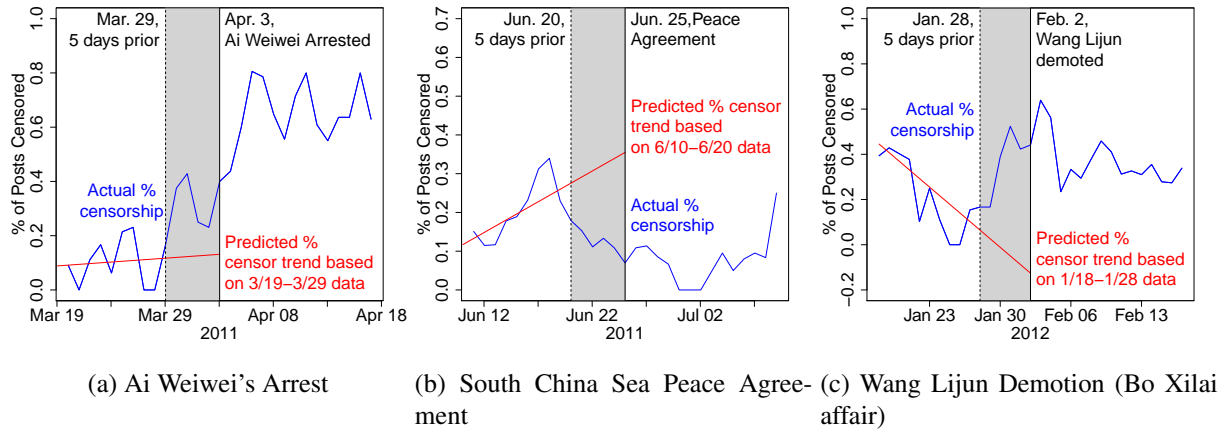 % of Posts Censored
0.0
0.2
0.4
0.6
0.8
1.0
Mar. 29,
5 days prior
Apr. 3,
Ai Weiwei Arrested
Actual %
censorship
Predicted %
censor trend based
on 3/19−3/29 data
Mar 19
Mar 29
Apr 08
Apr 18
2011
(a) Ai Weiwei's Arrest
% of Posts Censored
0.0
0.1
0.2
0.3
0.4
0.5
0.6
0.7
Jun. 20,
5 days prior
Jun. 25,Peace
Agreement
Predicted % censor
trend based
on 6/10−6/20 data
Actual %
censorship
Jun 12
Jun 22
Jul 02
2011
(b) South China Sea Peace Agree-
ment
% of Posts Censored
−0.2
0.0
0.2
0.4
0.6
0.8
1.0
Jan. 28,
5 days prior
Feb. 2,
Wang Lijun
demoted
Actual %
censorship
Predicted %
censor trend based
on 1/18−1/28 data
Jan 23
Jan 30
Feb 06
Feb 13
2012
(c) Wang Lijun Demotion (Bo Xilai
affair)